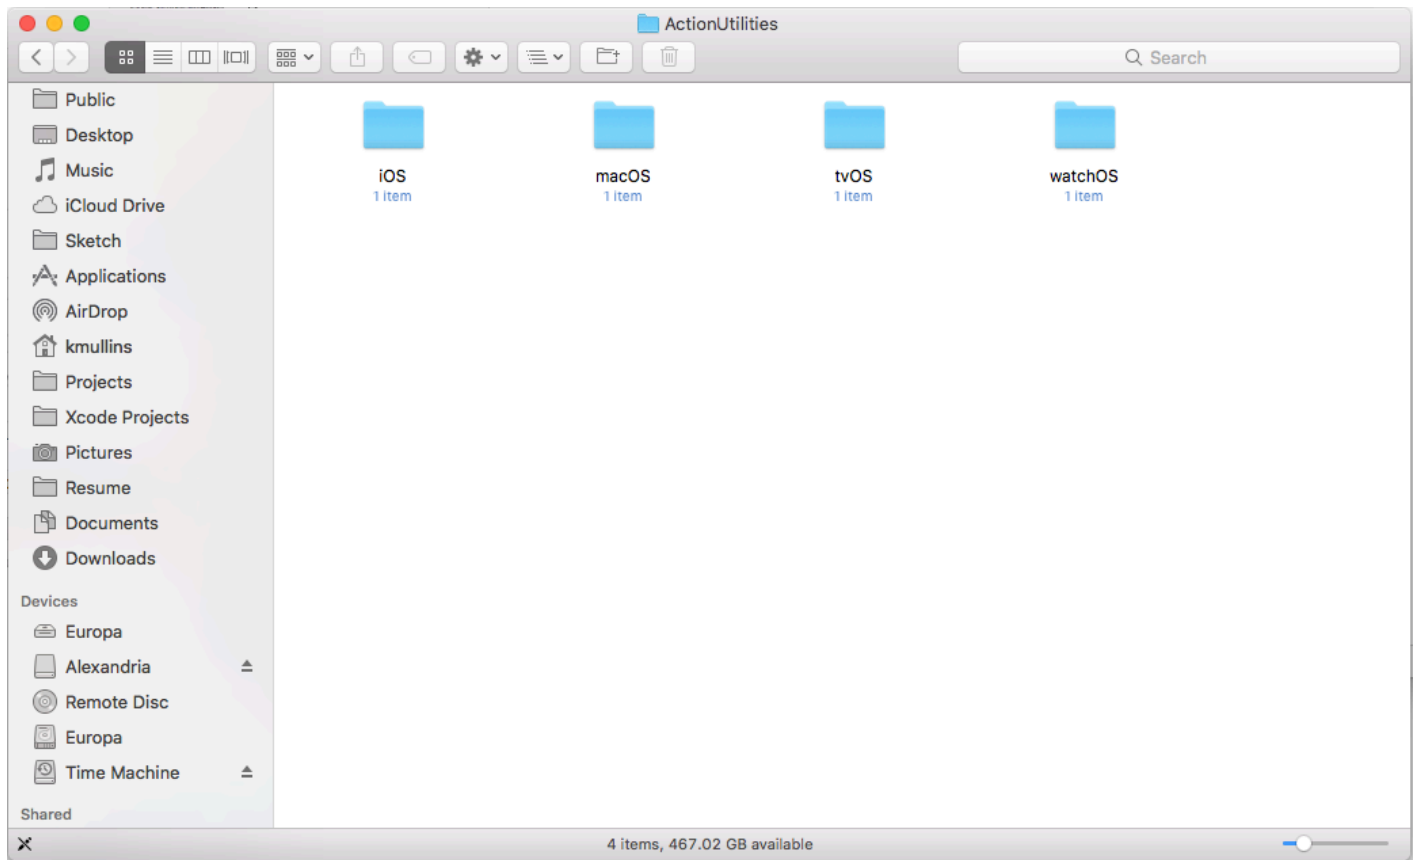 ActionUtilities
Search
Public
Desktop
Music
iCloud Drive
Sketch
Applications
AirDrop
kmullins
Projects
Xcode Projects
Pictures
Resume
Documents
Downloads
Devices
Europa
Alexandria
Remote Disc
Europa
Time Machine
Shared
iOS
1 item
macOS
1 item
tvOS
1 item
watchOS
1 item
4 items, 467.02 GB available